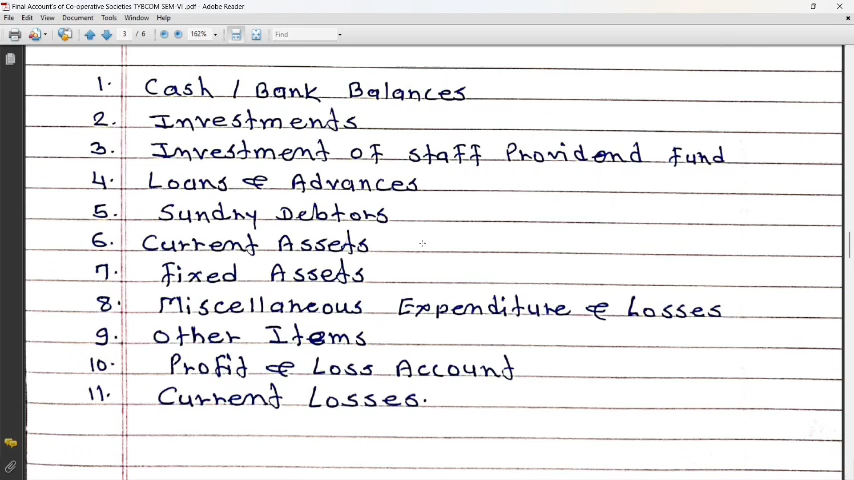 Final Account's of Co-operative Societies TYBCOM SEM-VI .pdf - Adobe Reader
File Edit View Document Tools Window Help
3 / 6 162% Find
1. Cash / Bank Balances
2. Investments
3. Investment of staff Providend Fund
4. Loans & Advances
5. Sundry Debtors
6. Current Assets
7. Fixed Assets
8. Miscellaneous Expenditure & Losses
9. Other Items
10. Profit & Loss Account
11. Current Losses.